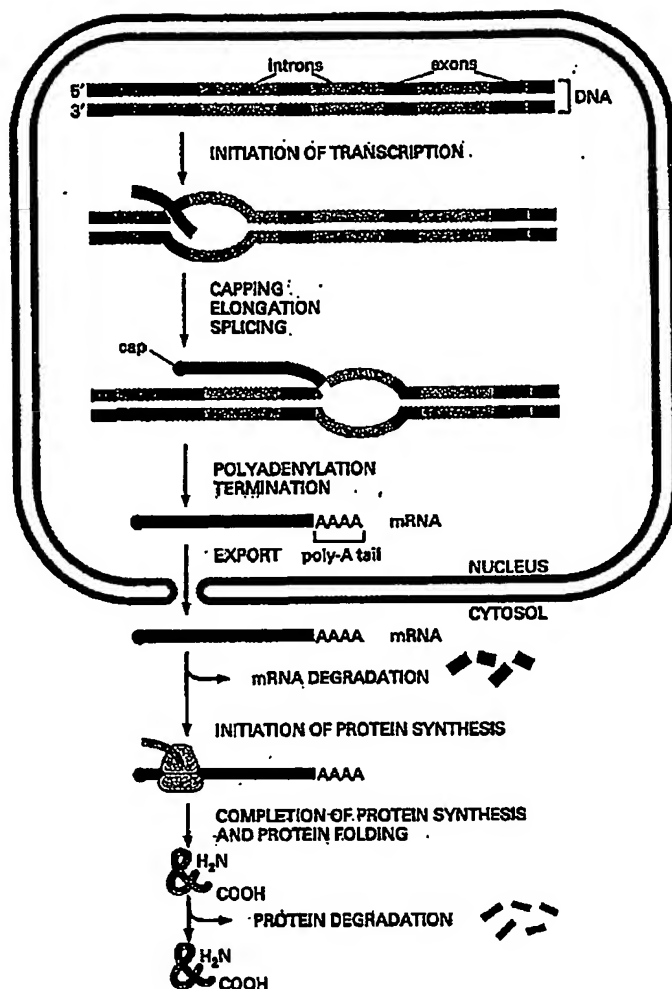 introns exons
5'
3'
DNA
INITIATION OF TRANSCRIPTION
CAPPING
ELONGATION
SPLICING
cap
POLYADENYLATION
TERMINATION
AAAA mRNA
EXPORT poly-A tail
NUCLEUS
CYTOSOL
AAAA mRNA
mRNA DEGRADATION
INITIATION OF PROTEIN SYNTHESIS
AAAA
COMPLETION OF PROTEIN SYNTHESIS
AND PROTEIN FOLDING
H₂N
COOH
PROTEIN DEGRADATION
H₂N
COOH